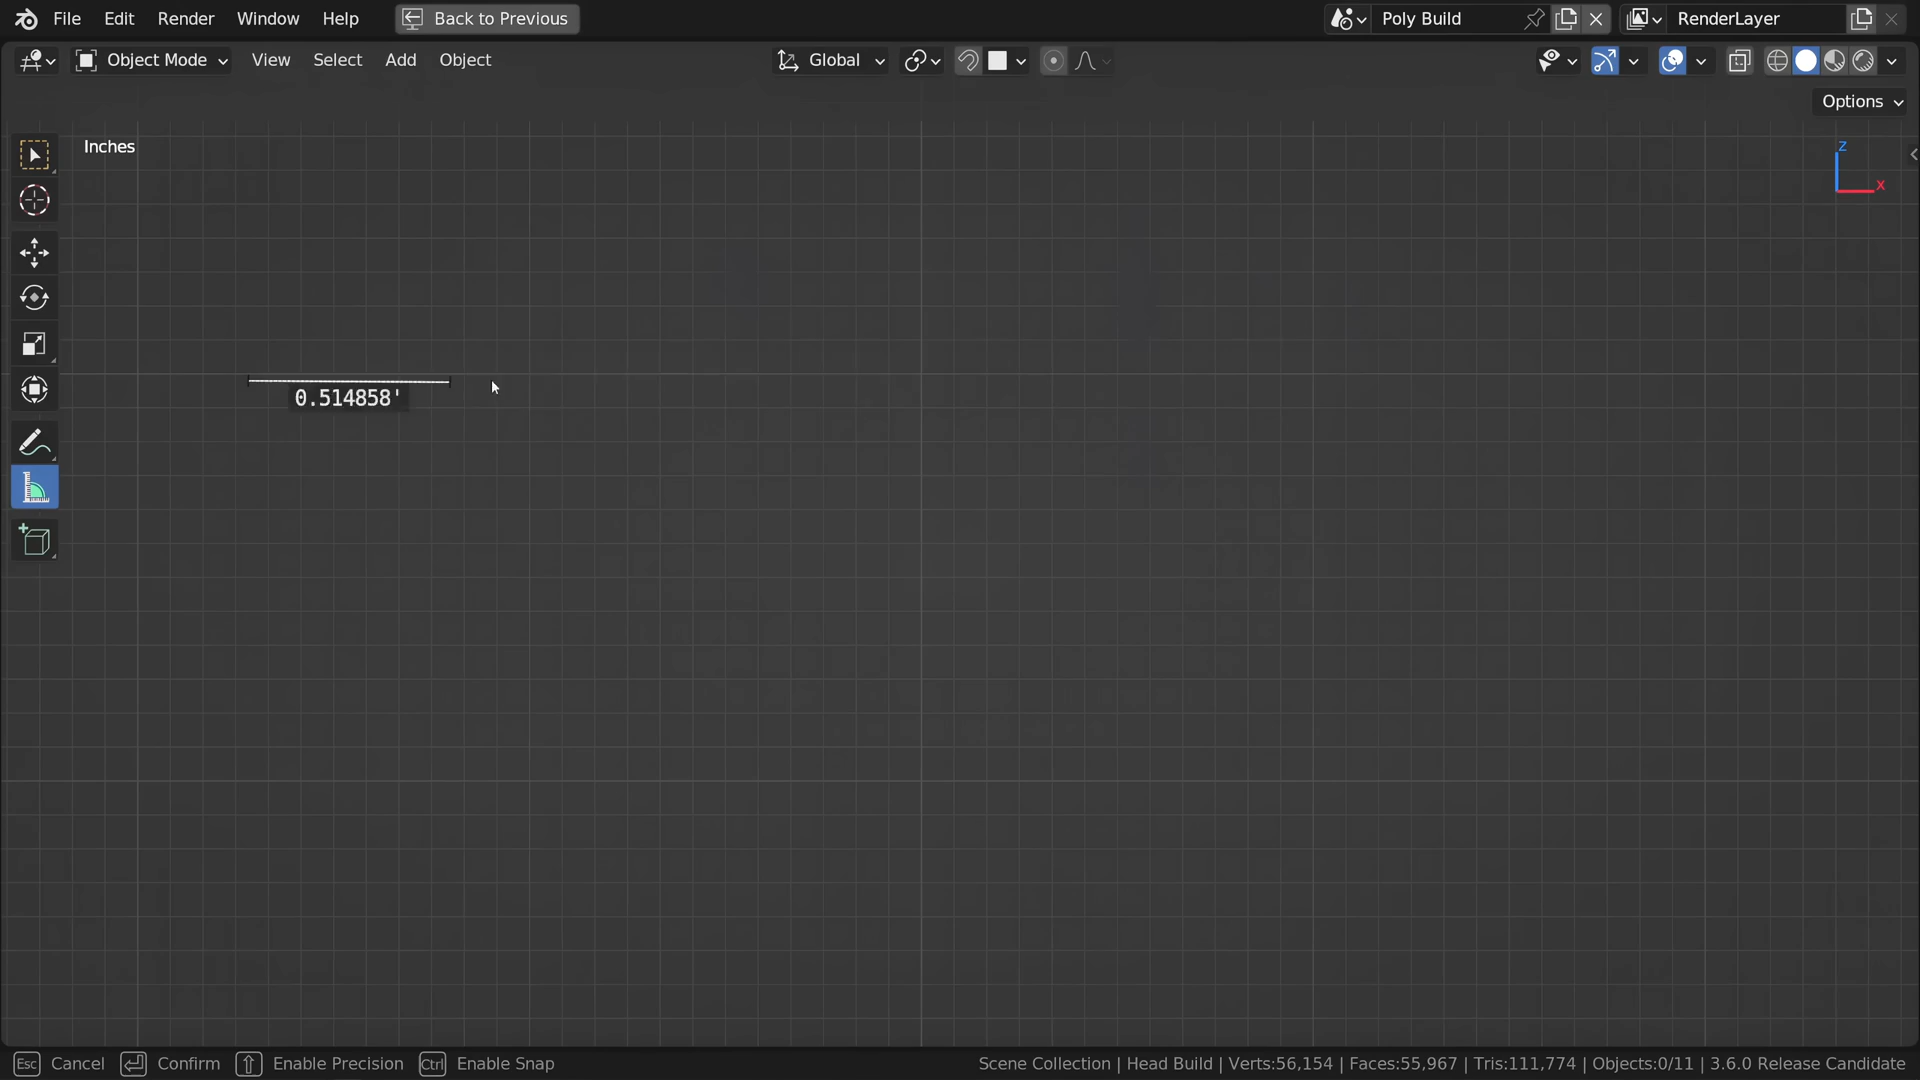 File Edit Render Window Help Back to Previous Poly Build RenderLayer
Object Mode View Select Add Object Global
Options
Inches
Z
X
0.514858'
Esc Cancel Confirm Enable Precision Ctrl Enable Snap Scene Collection | Head Build | Verts:56,154 | Faces:55,967 | Tris:111,774 | Objects:0/11 | 3.6.0 Release Candidate